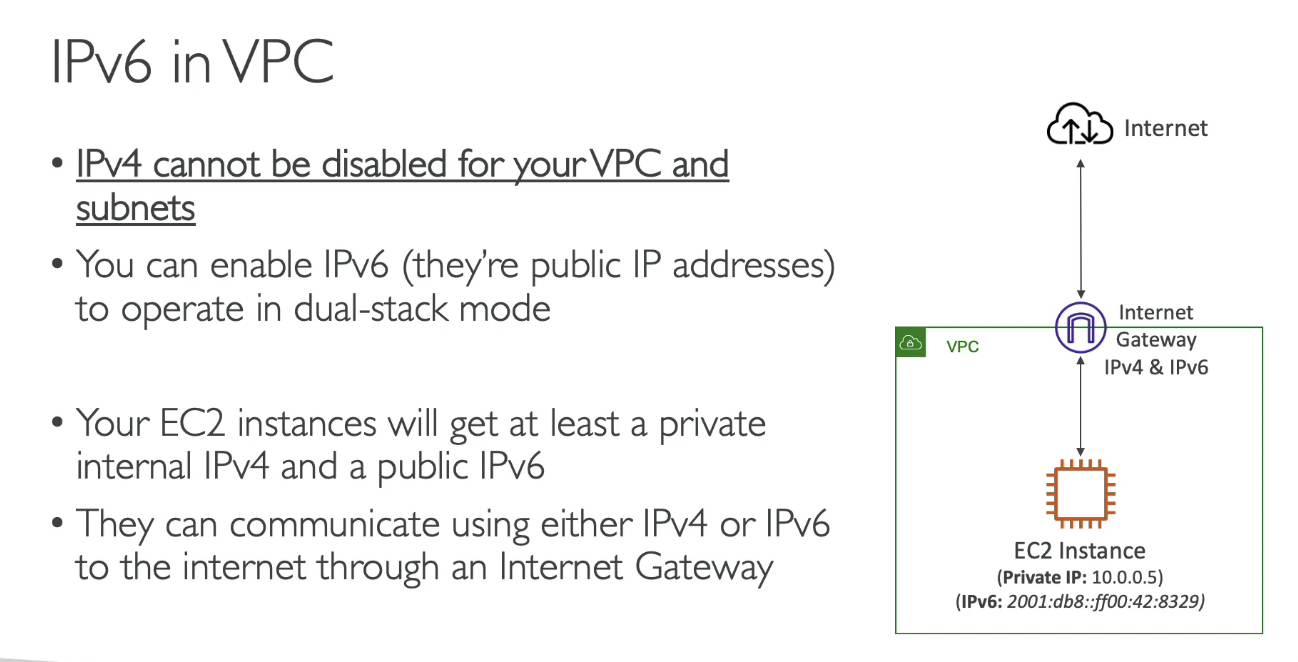 IPv6 in VPC
• IPv4 cannot be disabled for your VPC and
subnets
• You can enable IPv6 (they're public IP addresses)
to operate in dual-stack mode
• Your EC2 instances will get at least a private
internal IPv4 and a public IPv6
• They can communicate using either IPv4 or IPv6
to the internet through an Internet Gateway
Internet
Internet
Gateway
IPv4 & IPv6
VPC
EC2 Instance
(Private IP: 10.0.0.5)
(IPv6: 2001:db8::ff00:42:8329)